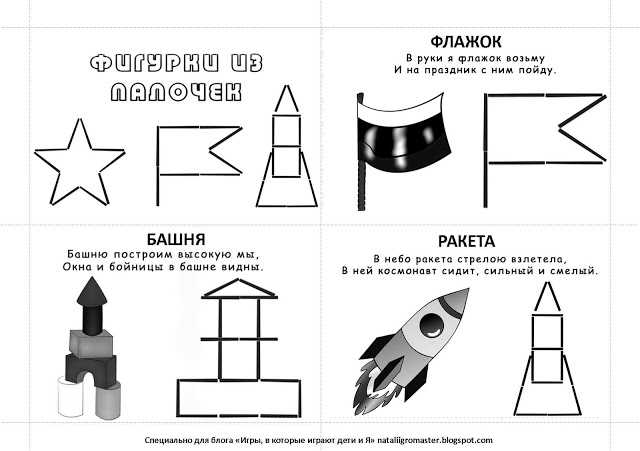 ФИГУРКИ ИЗ
ПАЛОЧЕК
ФЛАЖОК
В руки я флажок возьму
И на праздник с ним пойду.
БАШНЯ
Башню построим высокую мы,
Окна и бойницы в башне видны.
РАКЕТА
В небо ракета стрелою взлетела,
В ней космонавт сидит, сильный и смелый.
Специально для блога «Игры, в которые играют дети и Я» nataliigromaster.blogspot.com